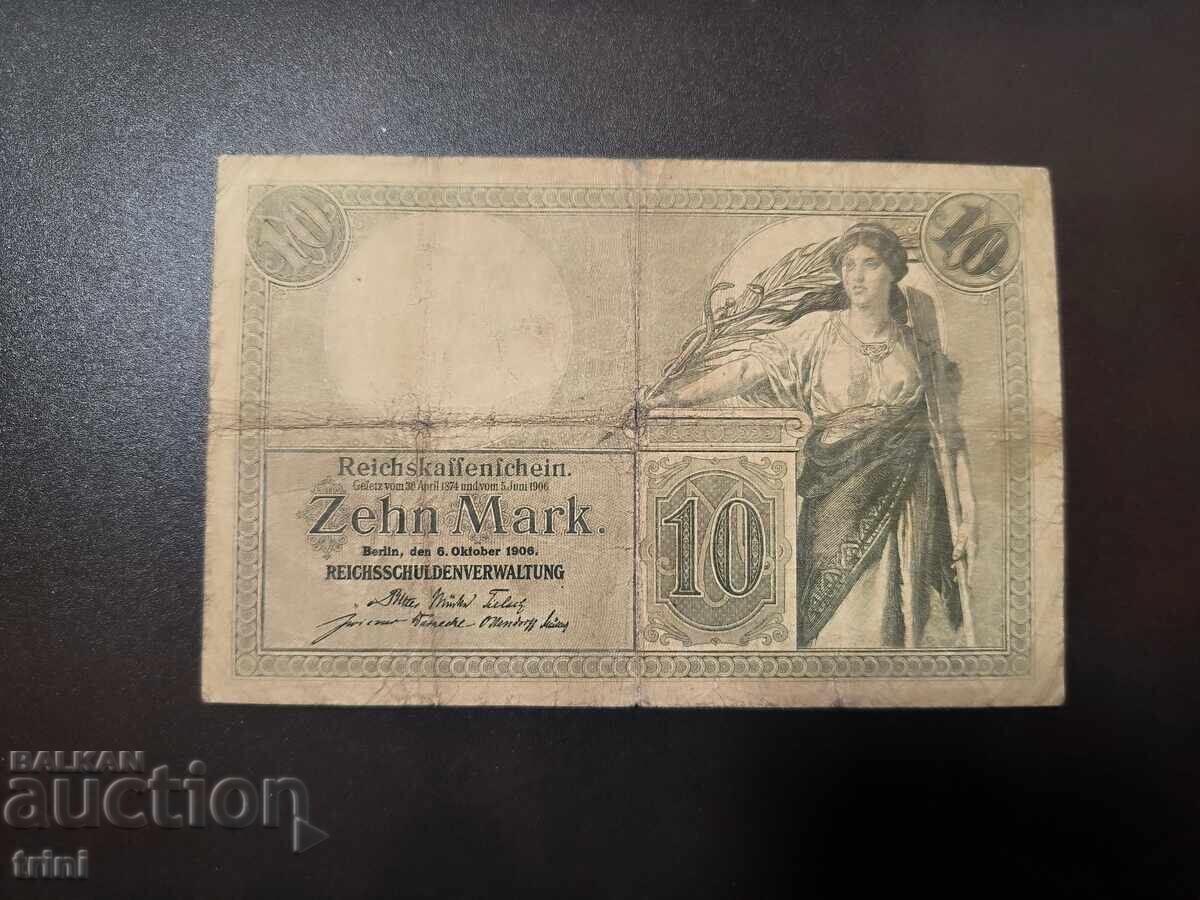 10
10
Reichskaſſenſchein.
Geſetz vom 30 April 1874 und vom 5. Juni 1906
Zehn Mark.
Berlin, den 6. Oktober 1906.
REICHSSCHULDENVERWALTUNG
10
BALKAN
auction
trini